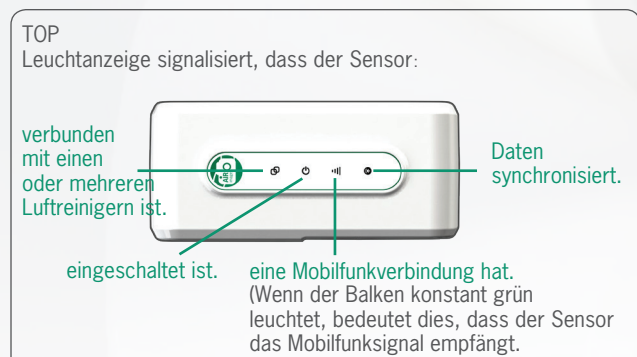 TOP
Leuchtanzeige signalisiert, dass der Sensor:
verbunden
mit einen
oder mehreren
Luftreinigern ist.
Daten
synchronisiert.
eingeschaltet ist.
eine Mobilfunkverbindung hat.
(Wenn der Balken konstant grün
leuchtet, bedeutet dies, dass der Sensor
das Mobilfunksignal empfängt.